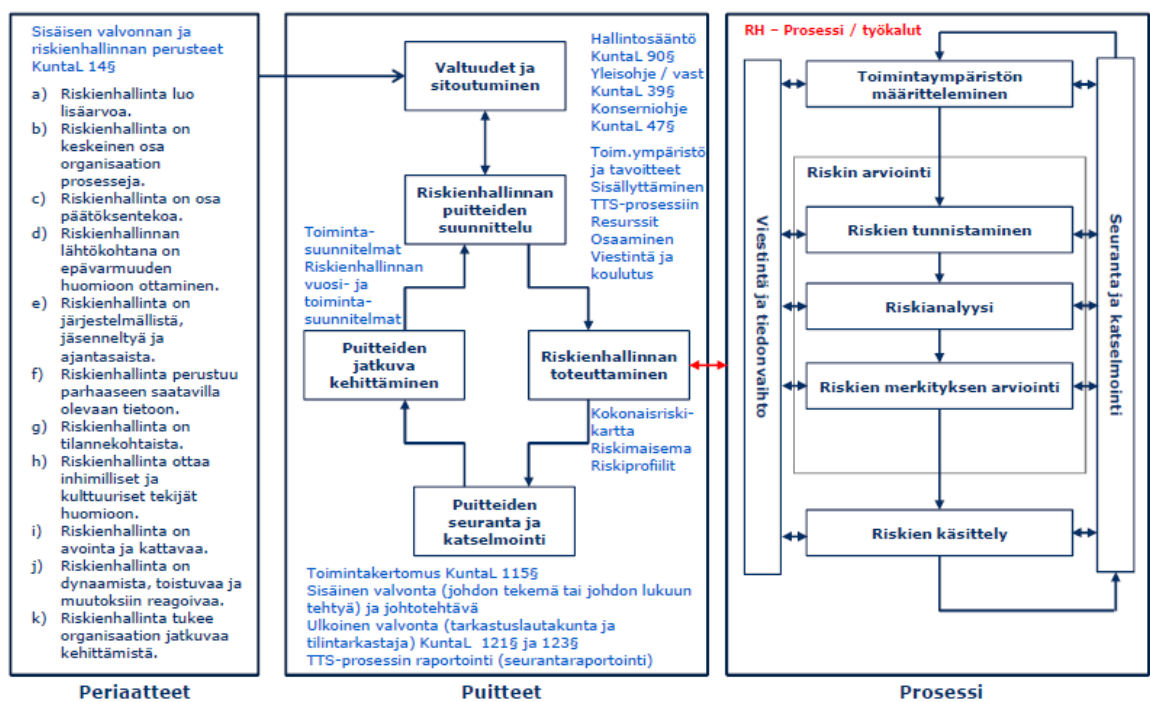 Sisäisen valvonnan ja
riskienhallinnan perusteet
KuntaL 14§
a) Riskienhallinta luo
lisäarvoa.
b) Riskienhallinta on
keskeinen osa
organisaation
prosesseja.
c) Riskienhallinta on osa
päätöksentekoa.
d) Riskienhallinnan
lähtökohtana on
epävarmuuden
huomioon ottaminen.
e) Riskienhallinta on
järjestelmällistä,
jäsenneltyä ja
ajantasaista.
f) Riskienhallinta perustuu
parhaaseen saatavilla
olevaan tietoon.
g) Riskienhallinta on
tilannekohtaista.
h) Riskienhallinta ottaa
inhimilliset ja
kulttuuriset tekijät
huomioon.
i) Riskienhallinta on
avointa ja kattavaa.
j) Riskienhallinta on
dynaamista, toistuvaa ja
muutoksiin reagoivaa.
k) Riskienhallinta tukee
organisaation jatkuvaa
kehittämistä.
Periaatteet
Valtuudet ja
sitoutuminen
Hallintosääntö
KuntaL 90§
Yleisohje / vast
KuntaL 39§
Konserniohje
KuntaL 47§
Toim.ympäristö
ja tavoitteet
Sisällyttäminen
TTS-prosessiin
Resurssit
Osaaminen
Viestintä ja
koulutus
Riskienhallinnan
puitteiden
suunnittelu
Toiminta-
suunnitelmat
Riskienhallinnan
vuosi- ja
toiminta-
suunnitelmat
Puitteiden
jatkuva
kehittäminen
Riskienhallinnan
toteuttaminen
Kokonaisriski-
kartta
Riskimaisema
Riskiprofiilit
Puitteiden
seuranta ja
katselmointi
Toimintakertomus KuntaL 115§
Sisäinen valvonta (johdon tekemä tai johdon lukuun
tehtyä) ja johtotehtävä
Ulkoinen valvonta (tarkastuslautakunta ja
tilintarkastaja) KuntaL 121§ ja 123§
TTS-prosessin raportointi (seurantaraportointi)
Puitteet
RH – Prosessi / työkalut
Toimintaympäristön
määritteleminen
Riskin arviointi
Riskien tunnistaminen
Riskianalyysi
Riskien merkityksen arviointi
Riskien käsittely
Viestintä ja tiedonvaihto
Seuranta ja katselmointi
Prosessi